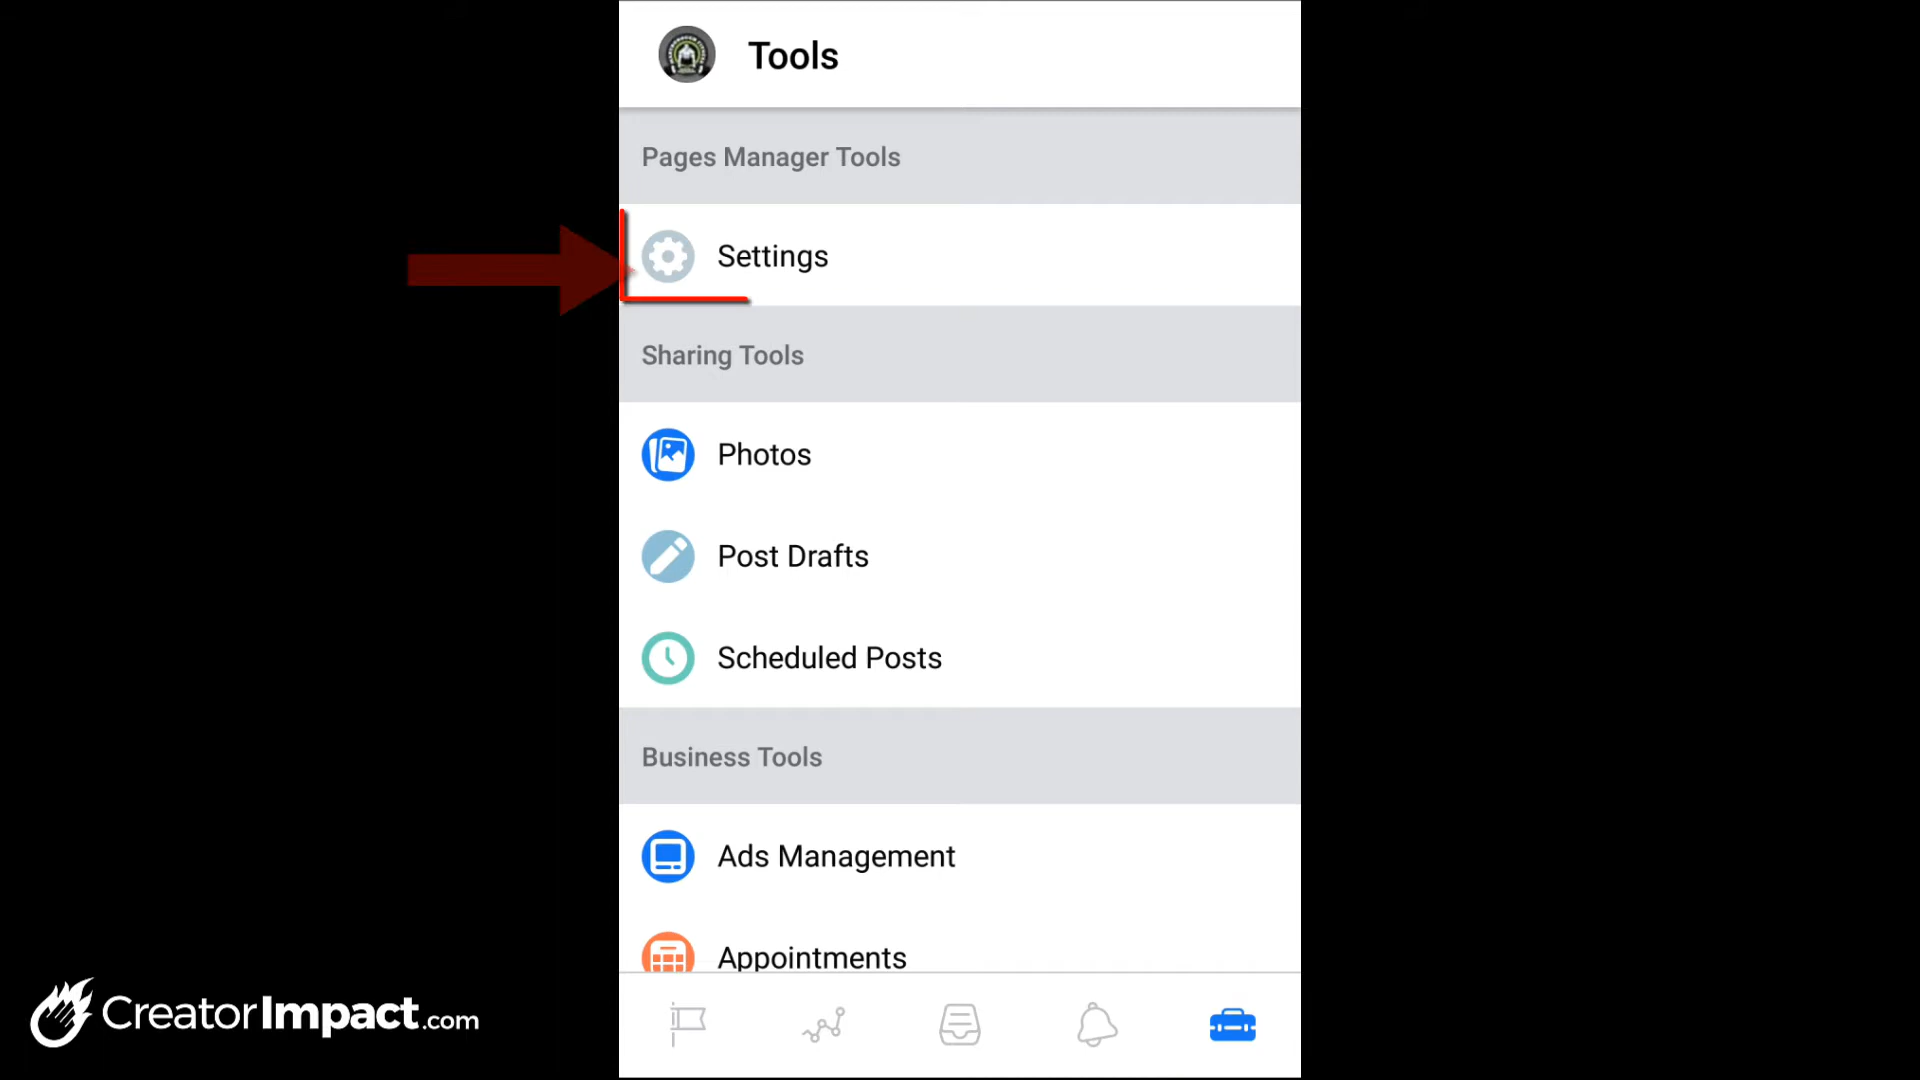 Tools
Pages Manager Tools
Settings
Sharing Tools
Photos
Post Drafts
Scheduled Posts
Business Tools
Ads Management
Appointments
CreatorImpact.com